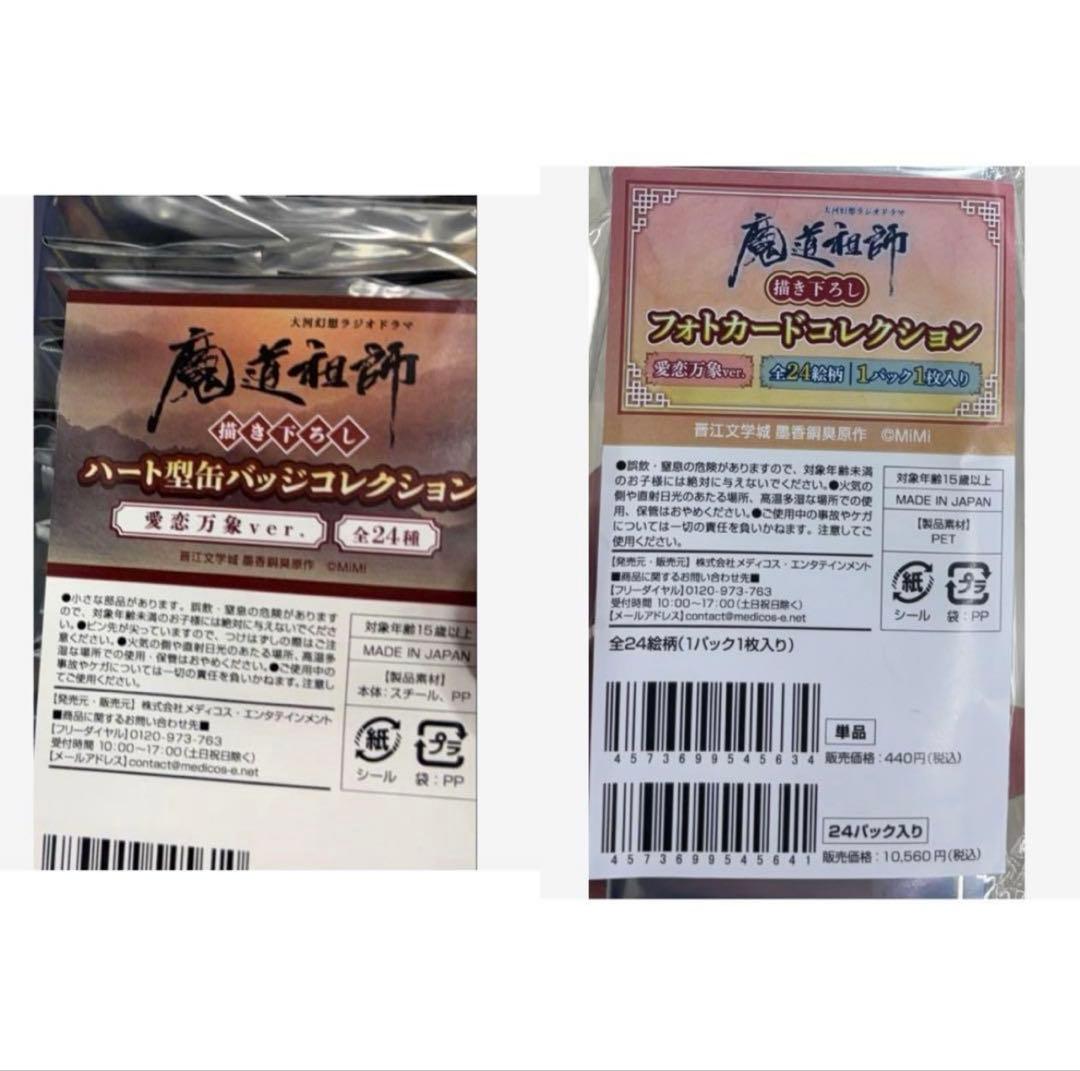 大河幻想ラジオドラマ
魔道祖師
描き下ろし
ハート型缶バッジコレクション
愛恋万象ver.
全24種
晋江文学城 墨香銅臭原作 ©MiMi
●小さな部品があります。誤飲・窒息の危険があります
ので、対象年齢未満のお子様には絶対に与えないでくださ
い。●ピン先が尖っていますので、つけはずしの際はご注
意ください。●火気の側や直射日光のあたる場所、高温多
湿な場所での使用・保管はおやめください。●ご使用中の
事故やケガについては一切の責任を負いかねます。注意し
てご使用ください。
【発売元・販売元】株式会社メディコス・エンタテインメント
■商品に関するお問い合わせ先■
【フリーダイヤル】0120-973-763
受付時間 10:00〜17:00(土日祝日除く)
【メールアドレス】contact@medicos-e.net
対象年齢15歳以上
MADE IN JAPAN
【製品素材】
本体:スチール、PP
紙
シール
プラ
袋:PP
大河幻想ラジオドラマ
魔道祖師
描き下ろし
フォトカードコレクション
愛恋万象ver.
全24絵柄|1パック1枚入り
晋江文学城 墨香銅臭原作 ©MiMi
●誤飲・窒息の危険がありますので、対象年齢未満
のお子様には絶対に与えないでください。●火気の
側や直射日光のあたる場所、高温多湿な場所での使
用、保管はおやめください。●ご使用中の事故やケガ
については一切の責任を負いかねます。注意してご
使用ください。
【発売元・販売元】株式会社メディコス・エンタテインメント
■商品に関するお問い合わせ先■
【フリーダイヤル】0120-973-763
受付時間 10:00〜17:00(土日祝日除く)
【メールアドレス】contact@medicos-e.net
対象年齢15歳以上
MADE IN JAPAN
【製品素材】
PET
紙
シール
プラ
袋:PP
全24絵柄(1パック1枚入り)
4573699545634
単品
販売価格:440円(税込)
4573699545641
24パック入り
販売価格:10,560円(税込)